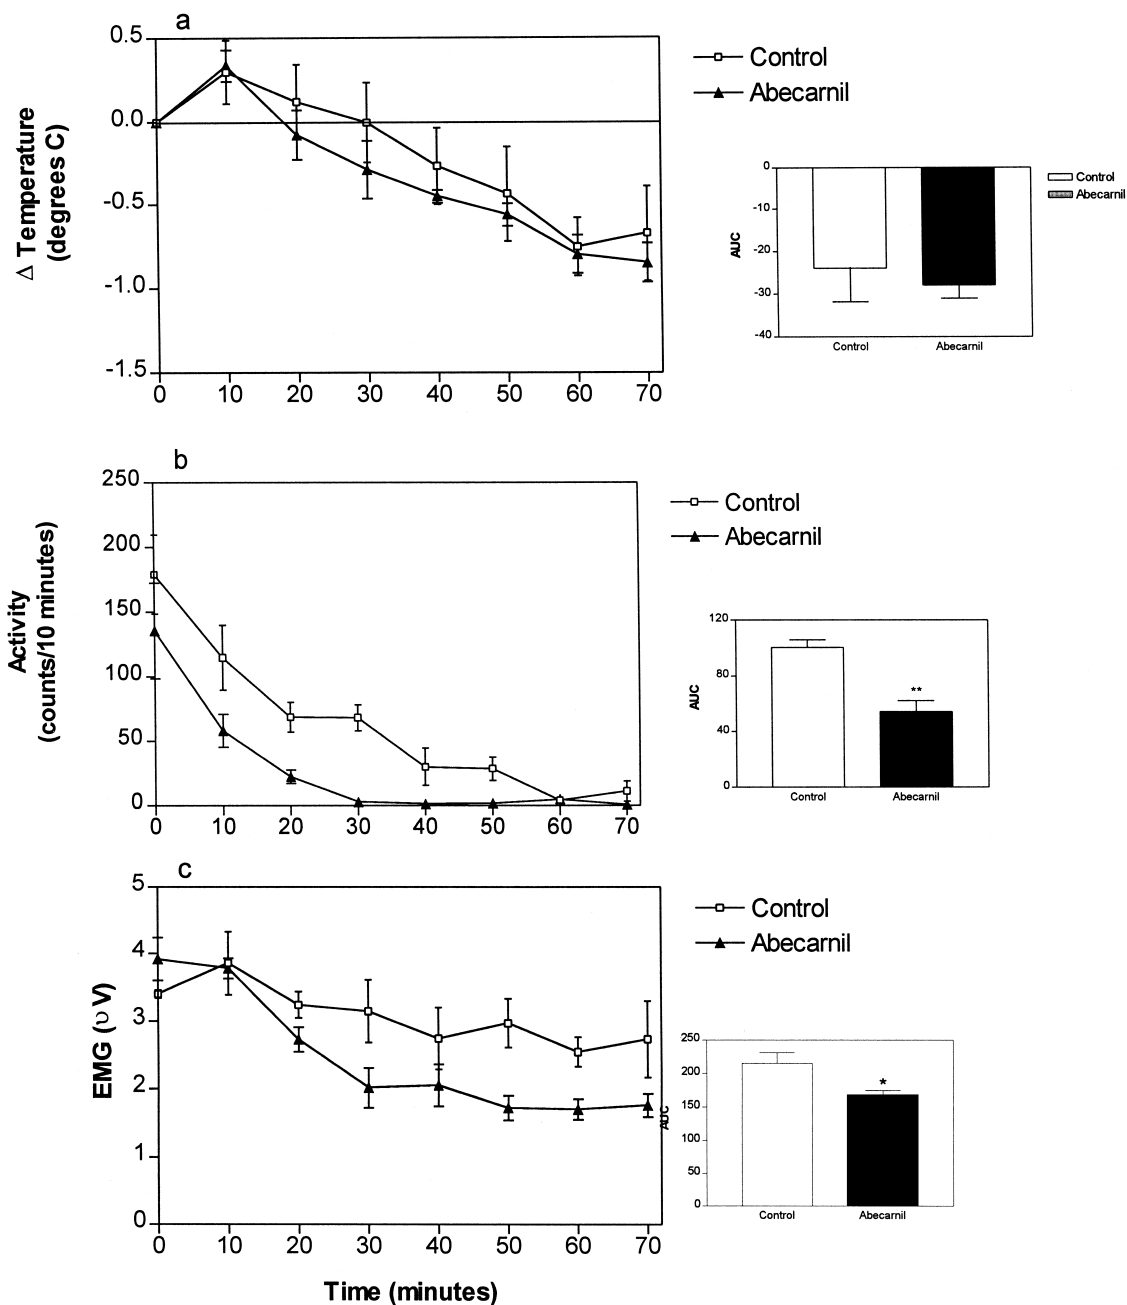 a
0.5
0.0
-0.5
-1.0
-1.5
Δ Temperature
(degrees C)
0 10 20 30 40 50 60 70
Control
Abecarnil
0
-10
-20
-30
-40
AUC
Control Abecarnil
Control
Abecarnil
b
250
200
150
100
50
0
Activity
(counts/10 minutes)
0 10 20 30 40 50 60 70
Control
Abecarnil
120
80
40
0
AUC
**
Control Abecarnil
c
5
4
3
2
1
0
EMG (υ V)
0 10 20 30 40 50 60 70
Time (minutes)
Control
Abecarnil
250
200
150
100
50
0
AUC
*
Control Abecarnil